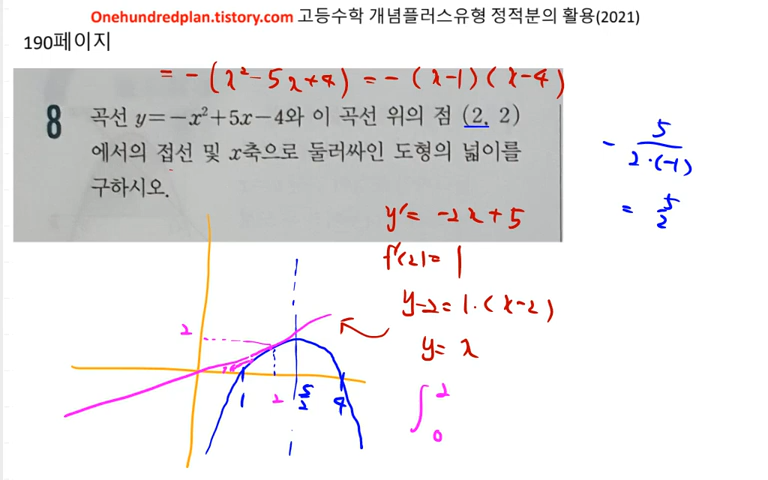 Onehundredplan.tistory.com 고등수학 개념플러스유형 정적분의 활용(2021)
190페이지
= -(x²-5x+4) = -(x-1)(x-4)
8 곡선 y=-x²+5x-4와 이 곡선 위의 점 (2, 2)
에서의 접선 및 x축으로 둘러싸인 도형의 넓이를
구하시오.
- 5/2·(-1)
= 5/2
y' = -2x+5
f'(2) = 1
y-2 = 1·(x-2)
y = x
2
1 2 5/2 4
∫₀²